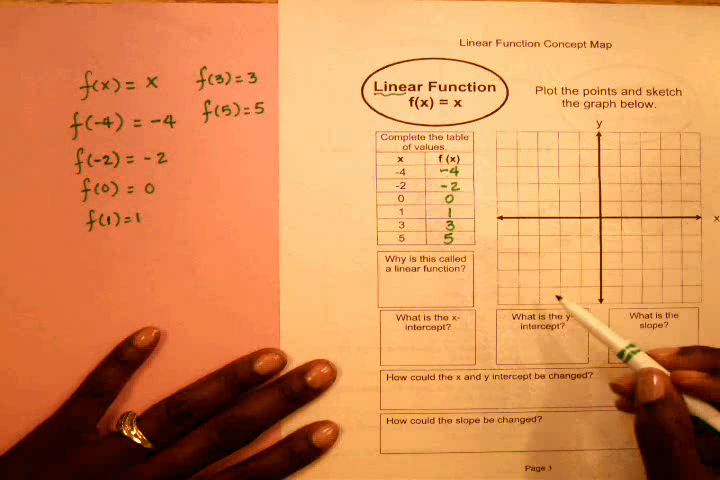 f(x) = x
f(-4) = -4
f(-2) = -2
f(0) = 0
f(1) = 1
f(3) = 3
f(5) = 5
Linear Function Concept Map
Linear Function
f(x) = x
Plot the points and sketch
the graph below.
Complete the table
of values.
x f (x)
-4 -4
-2 -2
0 0
1 1
3 3
5 5
y
x
Why is this called
a linear function?
What is the x-
intercept?
What is the y-
intercept?
What is the
slope?
How could the x and y intercept be changed?
How could the slope be changed?
Page 1